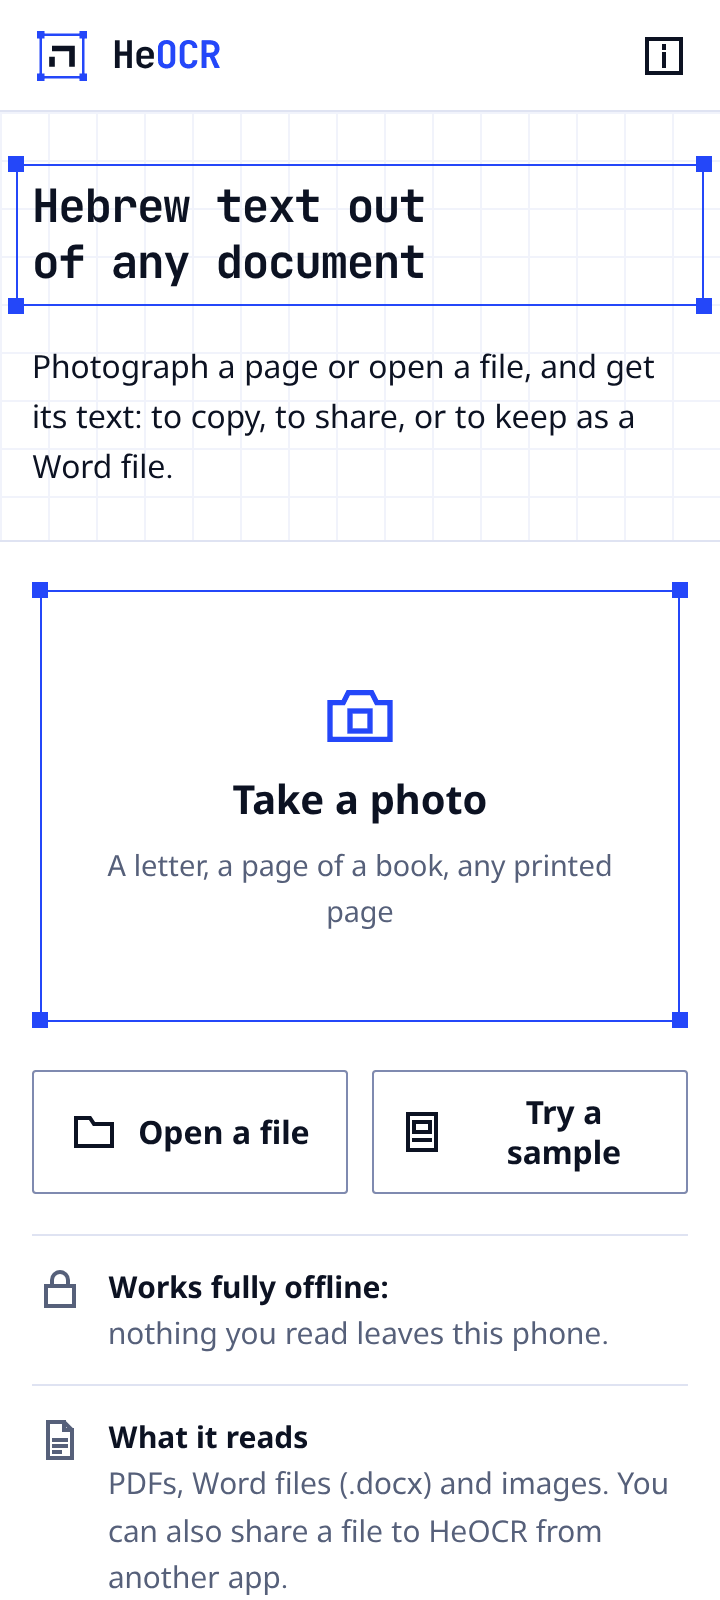 HeOCR
Hebrew text out
of any document
Photograph a page or open a file, and get
its text: to copy, to share, or to keep as a
Word file.
Take a photo
A letter, a page of a book, any printed
page
Open a file
Try a
sample
Works fully offline:
nothing you read leaves this phone.
What it reads
PDFs, Word files (.docx) and images. You
can also share a file to HeOCR from
another app.